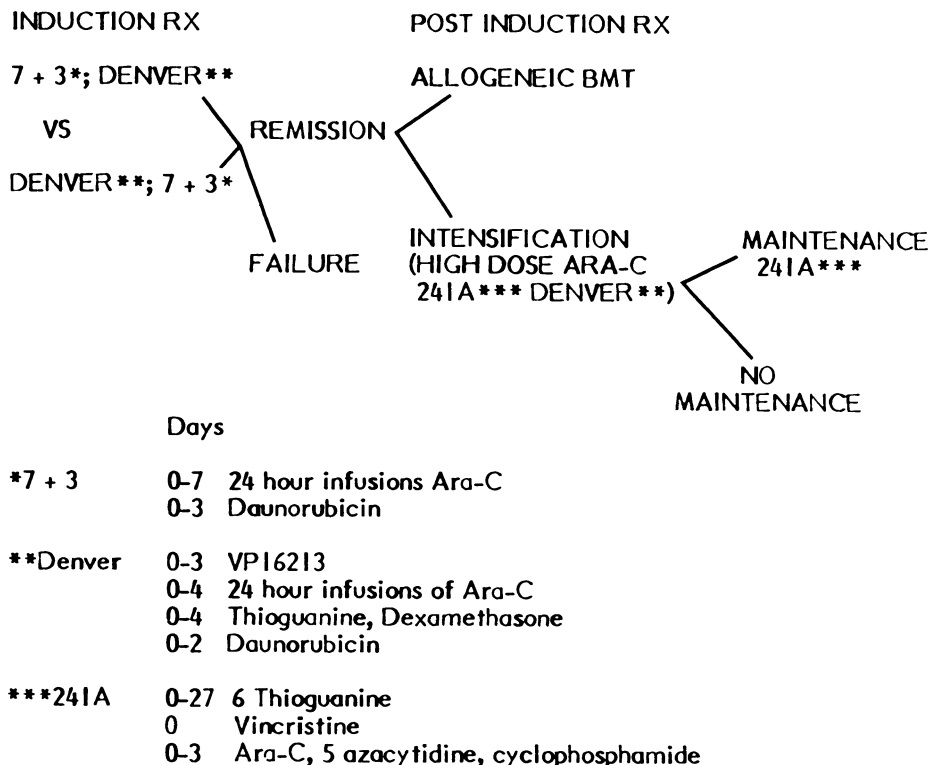 INDUCTION RX
POST INDUCTION RX
7 + 3*; DENVER**
ALLOGENEIC BMT
VS
REMISSION
DENVER**; 7 + 3*
FAILURE
INTENSIFICATION
(HIGH DOSE ARA-C
241A*** DENVER**)
MAINTENANCE
241A***
NO
MAINTENANCE
Days
*7 + 3 0-7 24 hour infusions Ara-C
0-3 Daunorubicin
**Denver 0-3 VP16213
0-4 24 hour infusions of Ara-C
0-4 Thioguanine, Dexamethasone
0-2 Daunorubicin
***241A 0-27 6 Thioguanine
0 Vincristine
0-3 Ara-C, 5 azacytidine, cyclophosphamide